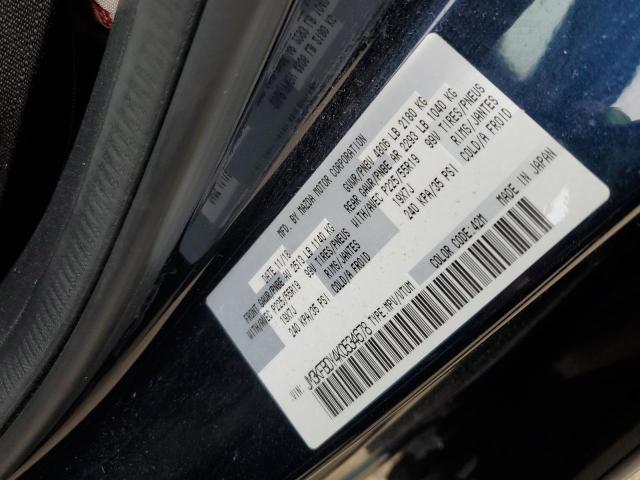 MFD. BY MAZDA MOTOR CORPORATION
DATE 11/18 GVWR/PNBV 4806 LB 2180 KG
FRONT GAWR/PNBE AV 2513 LB 1140 KG REAR GAWR/PNBE AR 2293 LB 1040 KG
WITH/AVEC P225/55R19 99V TIRES/PNEUS WITH/AVEC P225/55R19 99V TIRES/PNEUS
19X7J RIMS/JANTES 19X7J RIMS/JANTES
240 KPA/35 PSI COLD/A FROID 240 KPA/35 PSI COLD/A FROID
MADE IN JAPAN
COLOR CODE:42M
VIN: TYPE:MPV/UTUM